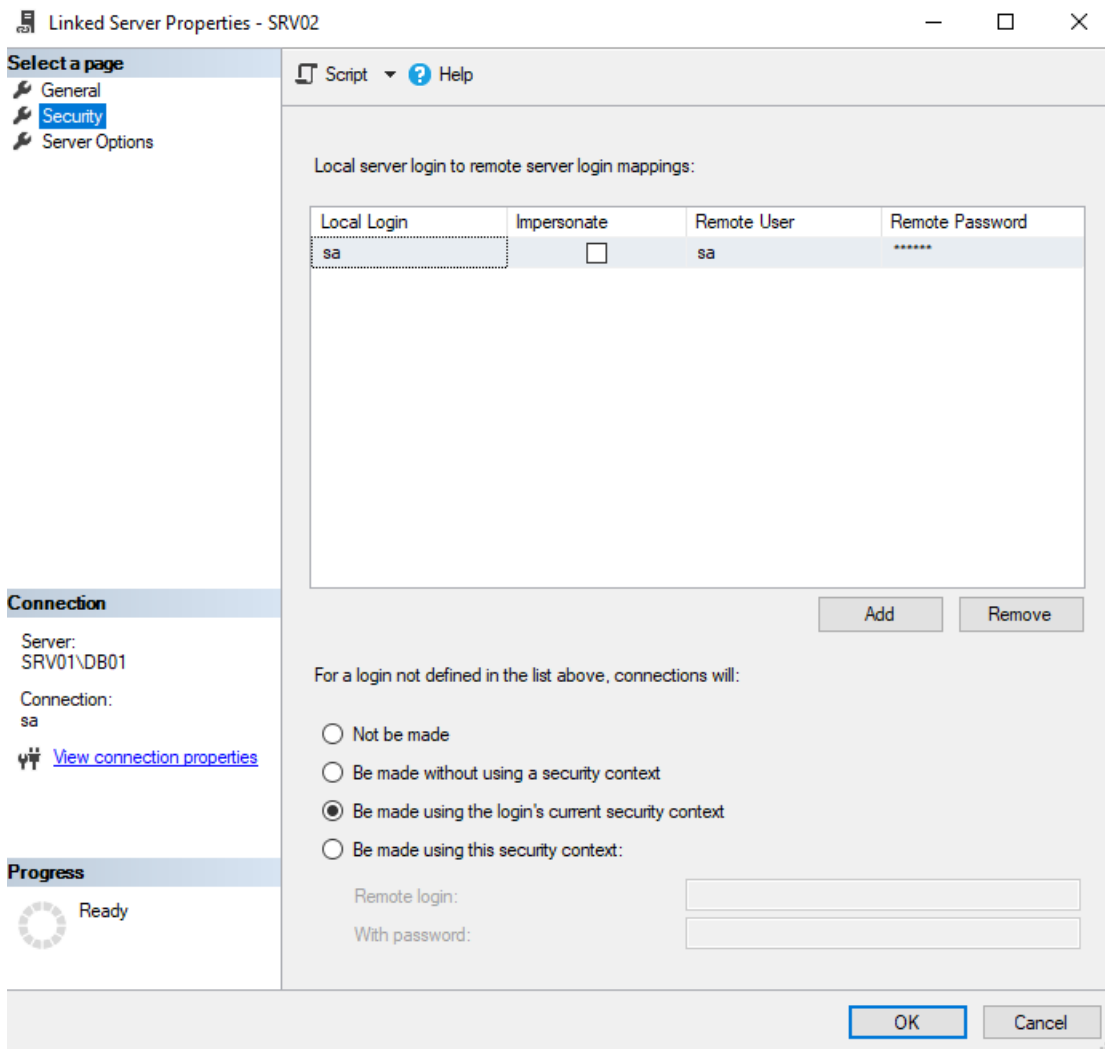 Linked Server Properties - SRV02
Select a page
General
Security
Server Options
Script
Help
Local server login to remote server login mappings:
Local Login Impersonate Remote User Remote Password
sa sa ******
Add Remove
Connection
Server:
SRV01\DB01
Connection:
sa
View connection properties
For a login not defined in the list above, connections will:
Not be made
Be made without using a security context
Be made using the login's current security context
Be made using this security context:
Remote login:
With password:
Progress
Ready
OK Cancel